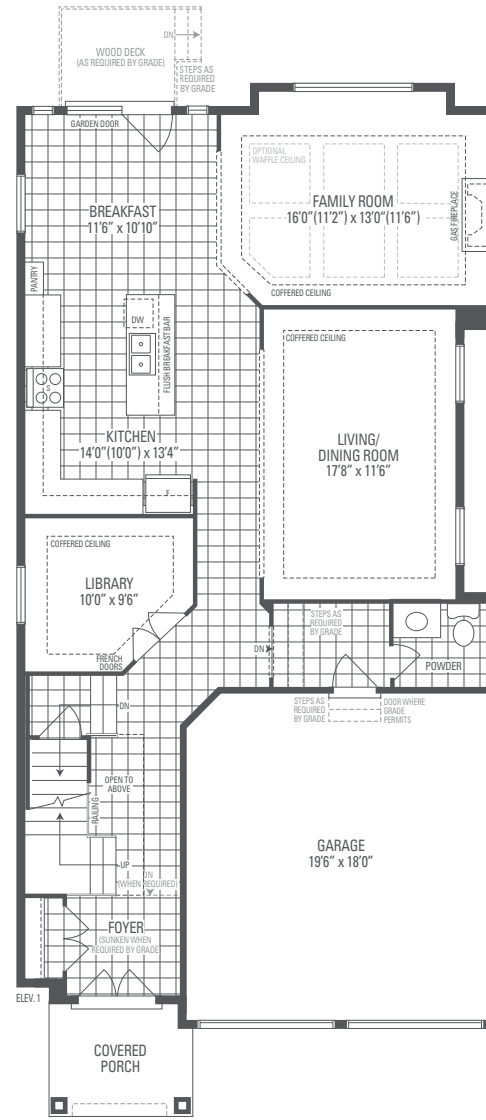 WOOD DECK
(AS REQUIRED BY GRADE)
DN
STEPS AS
REQUIRED
BY GRADE
GARDEN DOOR
OPTIONAL
WAFFLE CEILING
BREAKFAST
11'6" x 10'10"
FAMILY ROOM
16'0"(11'2") x 13'0"(11'6")
GAS FIREPLACE
COFFERED CEILING
PANTRY
DW
FLUSH BREAKFAST BAR
S
COFFERED CEILING
KITCHEN
14'0"(10'0") x 13'4"
LIVING/
DINING ROOM
17'8" x 11'6"
F
COFFERED CEILING
LIBRARY
10'0" x 9'6"
FRENCH
DOORS
STEPS AS
REQUIRED
BY GRADE
DN
POWDER
DN
STEPS AS
REQUIRED
BY GRADE
DOOR WHERE
GRADE
PERMITS
OPEN TO
ABOVE
RAILING
UP
DN
(WHEN REQUIRED)
GARAGE
19'6" x 18'0"
FOYER
(SUNKEN WHEN
REQUIRED BY GRADE
ELEV. 1
COVERED
PORCH